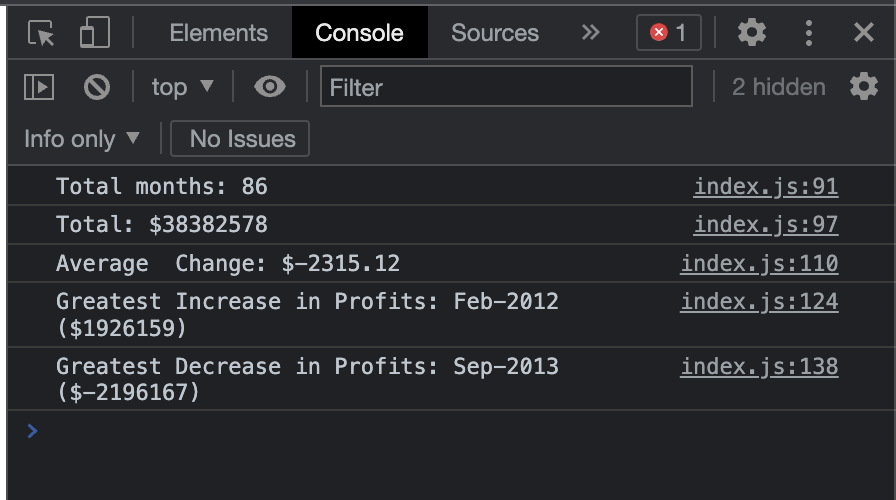 Elements Console Sources » 1
top ▼ Filter 2 hidden
Info only ▼ No Issues
Total months: 86 index.js:91
Total: $38382578 index.js:97
Average  Change: $-2315.12 index.js:110
Greatest Increase in Profits: Feb-2012 index.js:124
($1926159)
Greatest Decrease in Profits: Sep-2013 index.js:138
($-2196167)